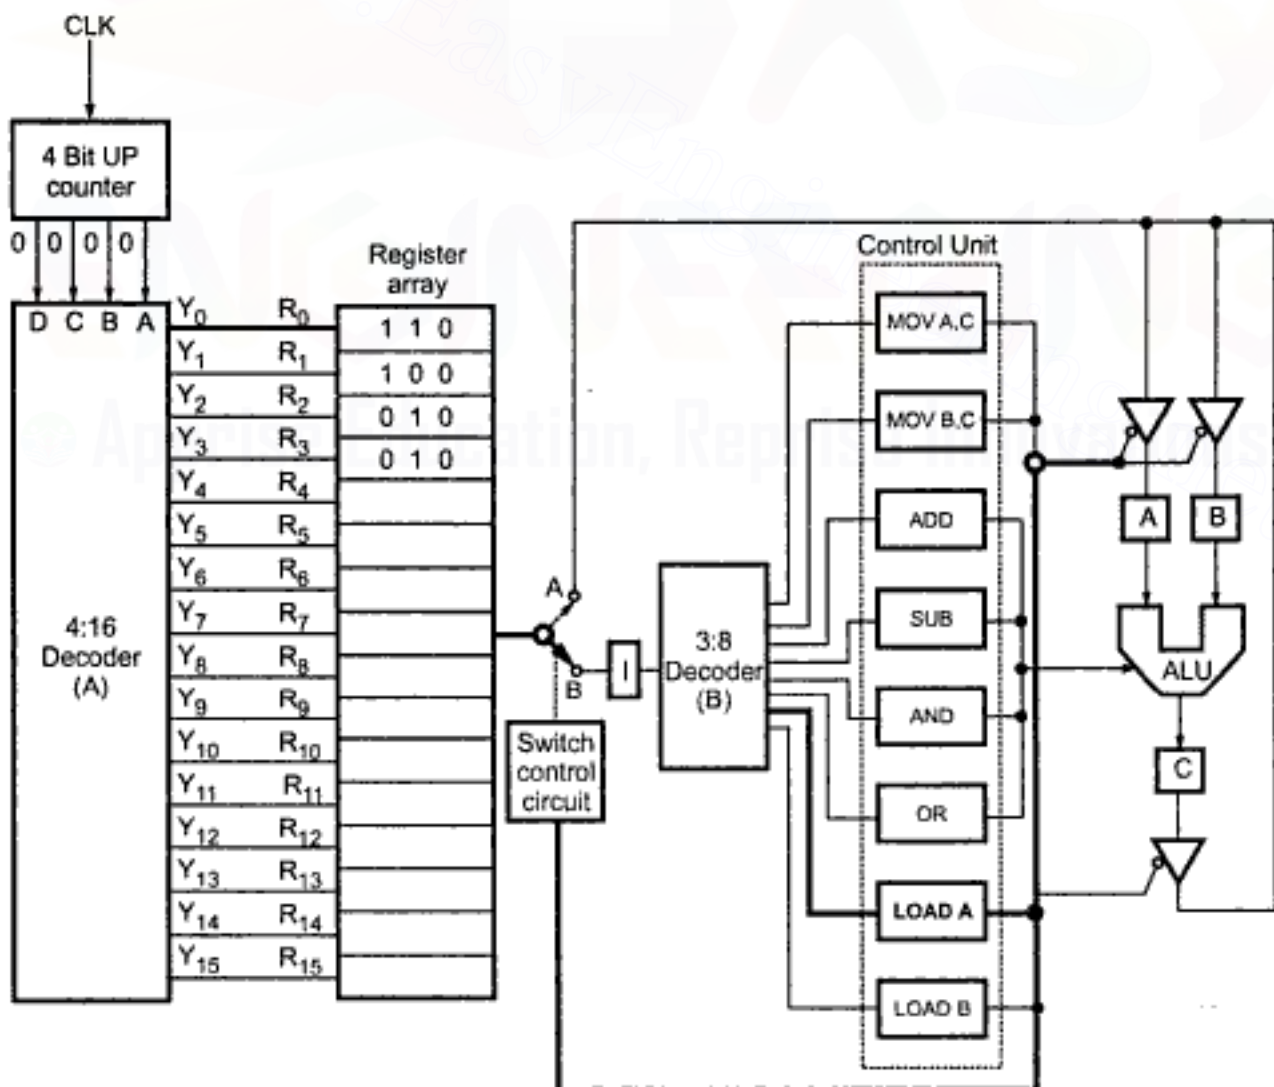 CLK
4 Bit UP
counter
0 0 0 0
D C B A
4:16
Decoder
(A)
Y0 R0
Y1 R1
Y2 R2
Y3 R3
Y4 R4
Y5 R5
Y6 R6
Y7 R7
Y8 R8
Y9 R9
Y10 R10
Y11 R11
Y12 R12
Y13 R13
Y14 R14
Y15 R15
Register
array
1 1 0
1 0 0
0 1 0
0 1 0
A
B
I
Switch
control
circuit
3:8
Decoder
(B)
Control Unit
MOV A,C
MOV B,C
ADD
SUB
AND
OR
LOAD A
LOAD B
A B
ALU
C
EasyEngineering
ENGINEERING